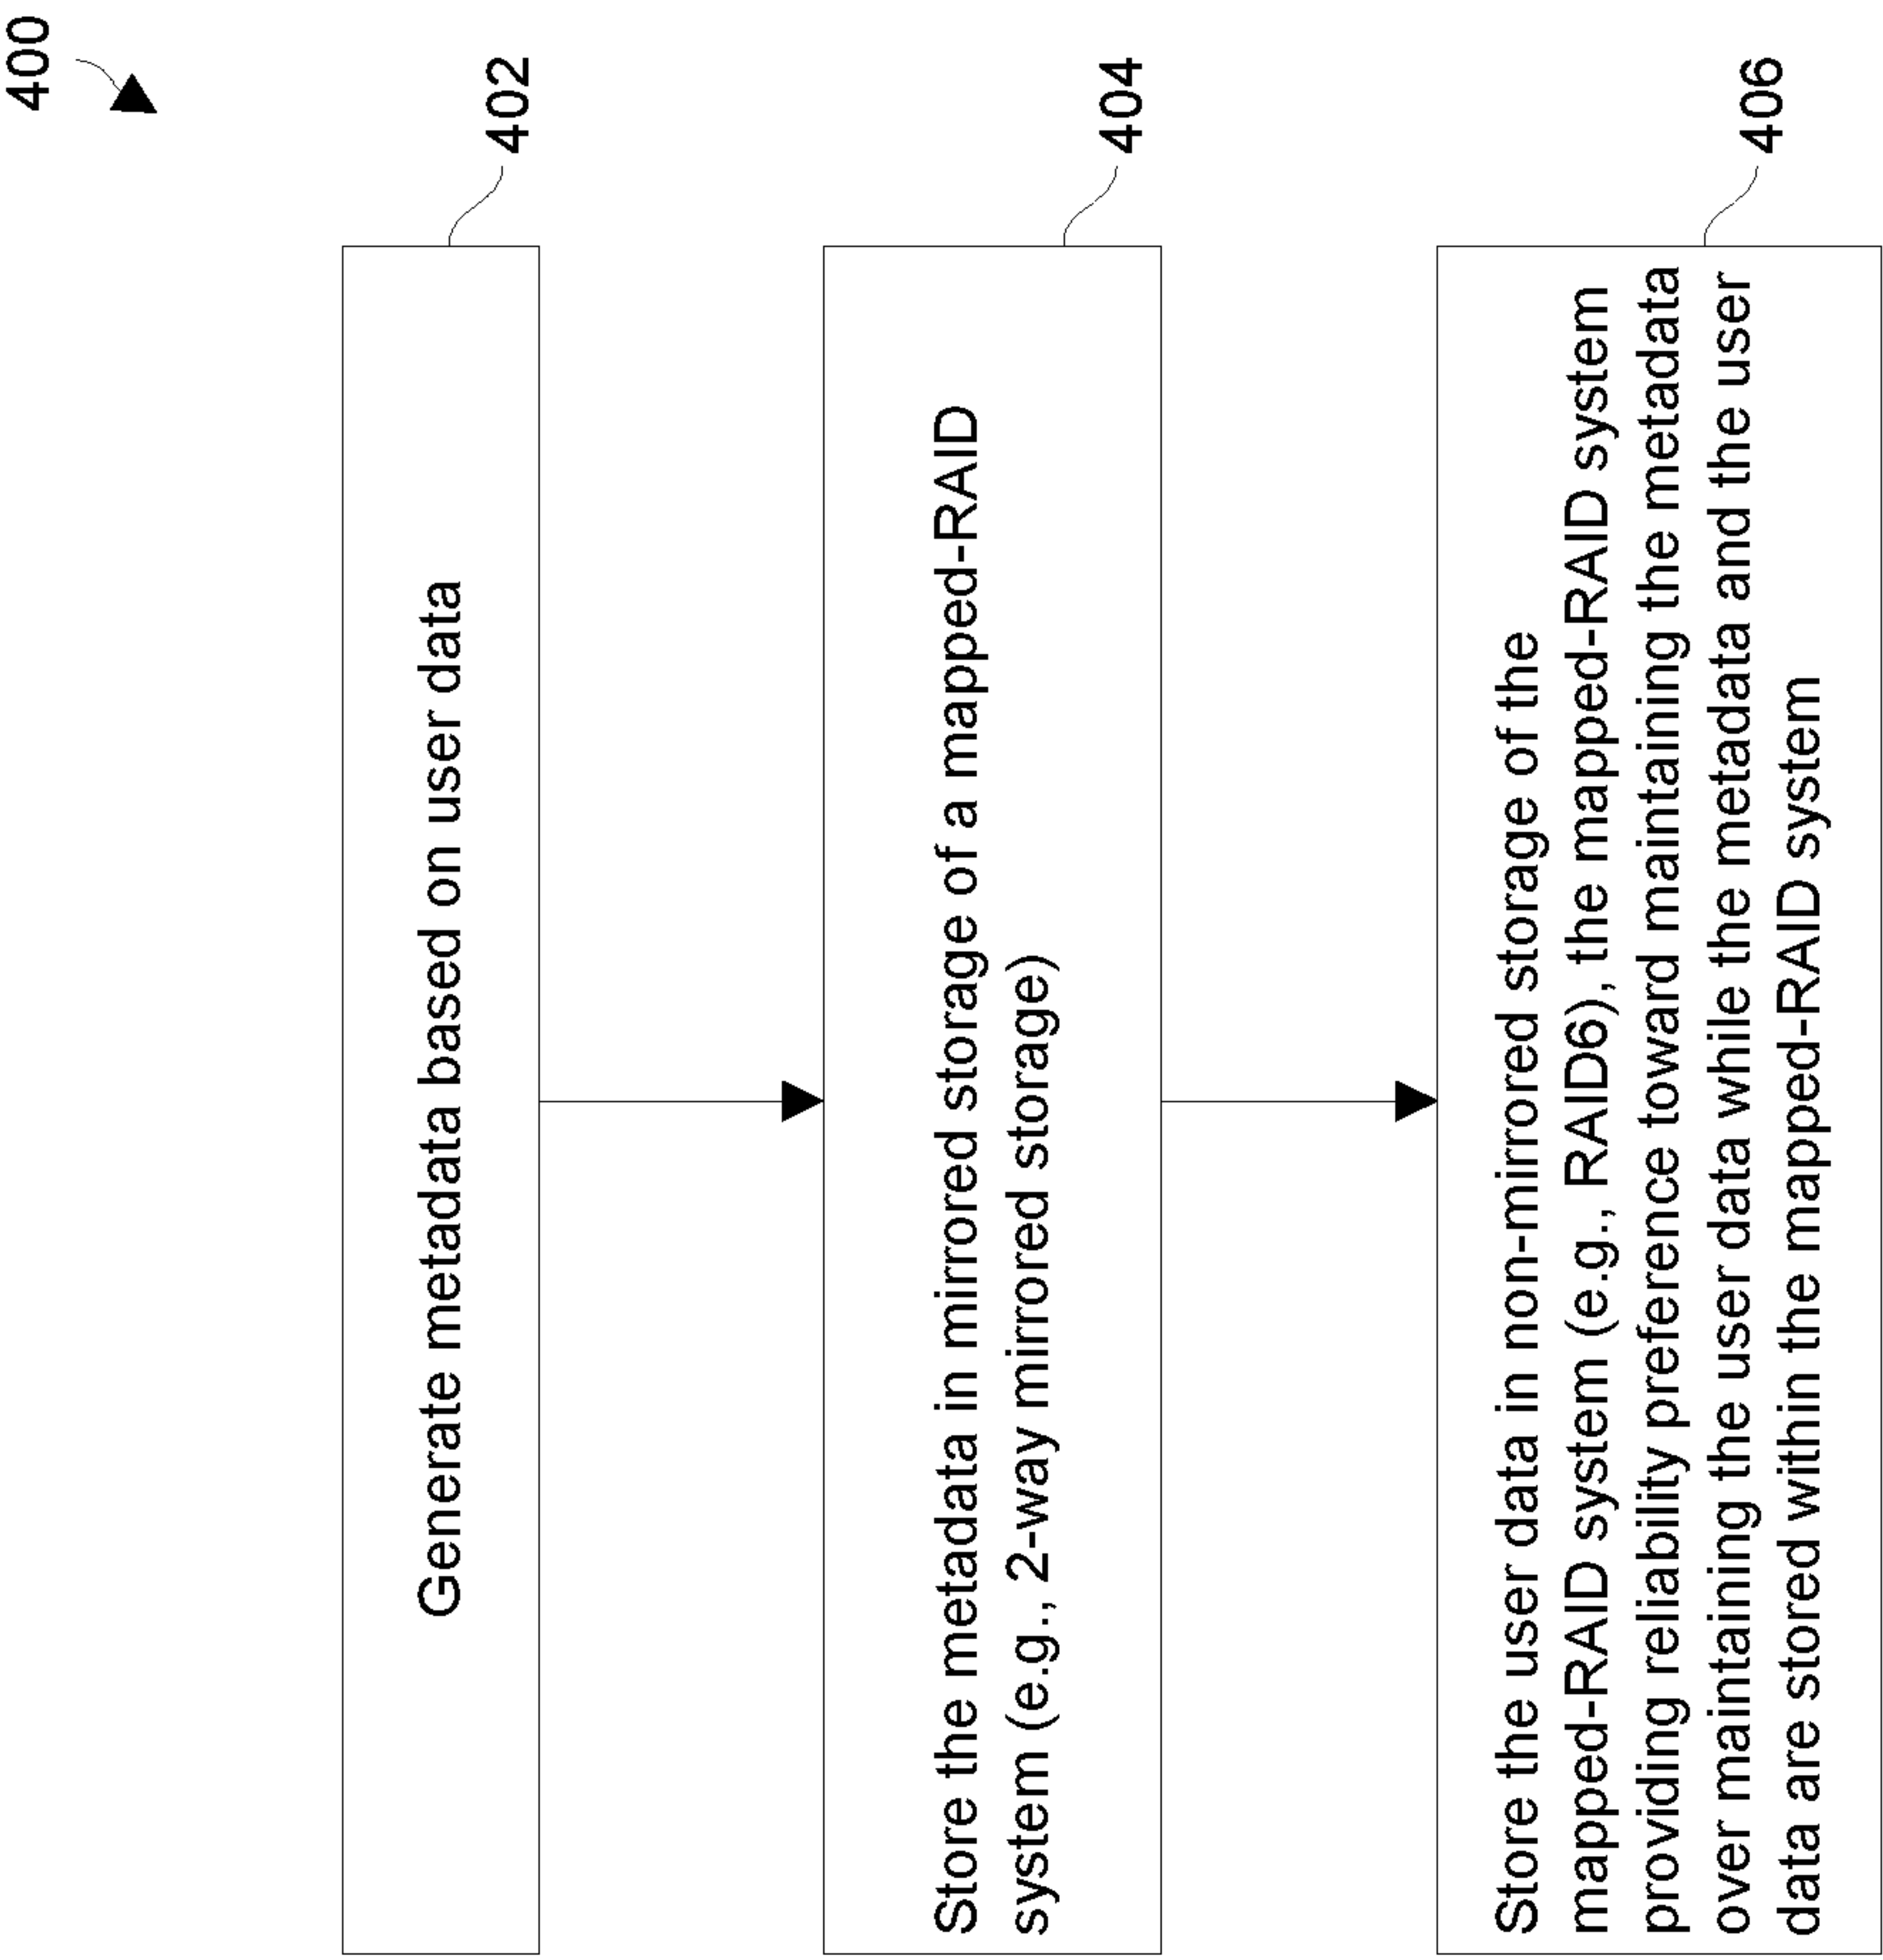 400
402
Generate metadata based on user data
404
Store the metadata in mirrored storage of a mapped-RAID
system (e.g., 2-way mirrored storage)
406
Store the user data in non-mirrored storage of the
mapped-RAID system (e.g., RAID6), the mapped-RAID system
providing reliability preference toward maintaining the metadata
over maintaining the user data while the metadata and the user
data are stored within the mapped-RAID system